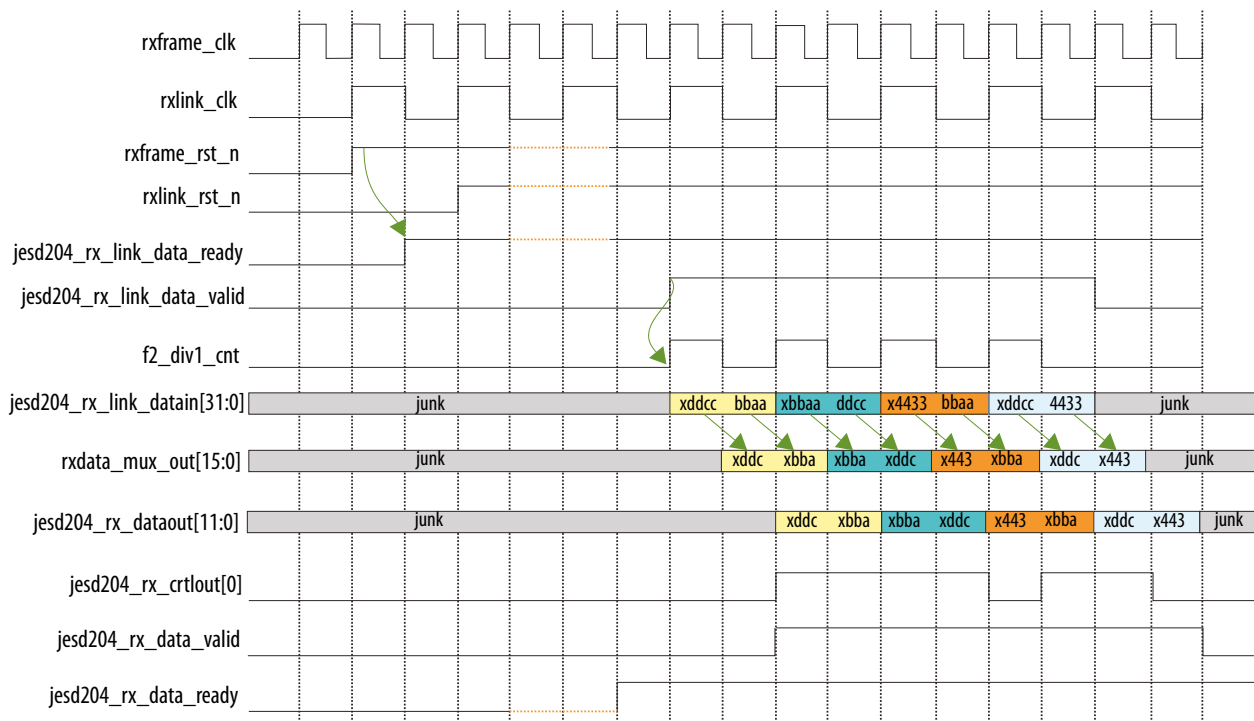 rxframe_clk
rxlink_clk
rxframe_rst_n
rxlink_rst_n
jesd204_rx_link_data_ready
jesd204_rx_link_data_valid
f2_div1_cnt
jesd204_rx_link_datain[31:0] junk xddcc bbaa xbbaa ddcc x4433 bbaa xddcc 4433 junk
rxdata_mux_out[15:0] junk xddc xbba xbba xddc x443 xbba xddc x443 junk
jesd204_rx_dataout[11:0] junk xddc xbba xbba xddc x443 xbba xddc x443 junk
jesd204_rx_crtlout[0]
jesd204_rx_data_valid
jesd204_rx_data_ready